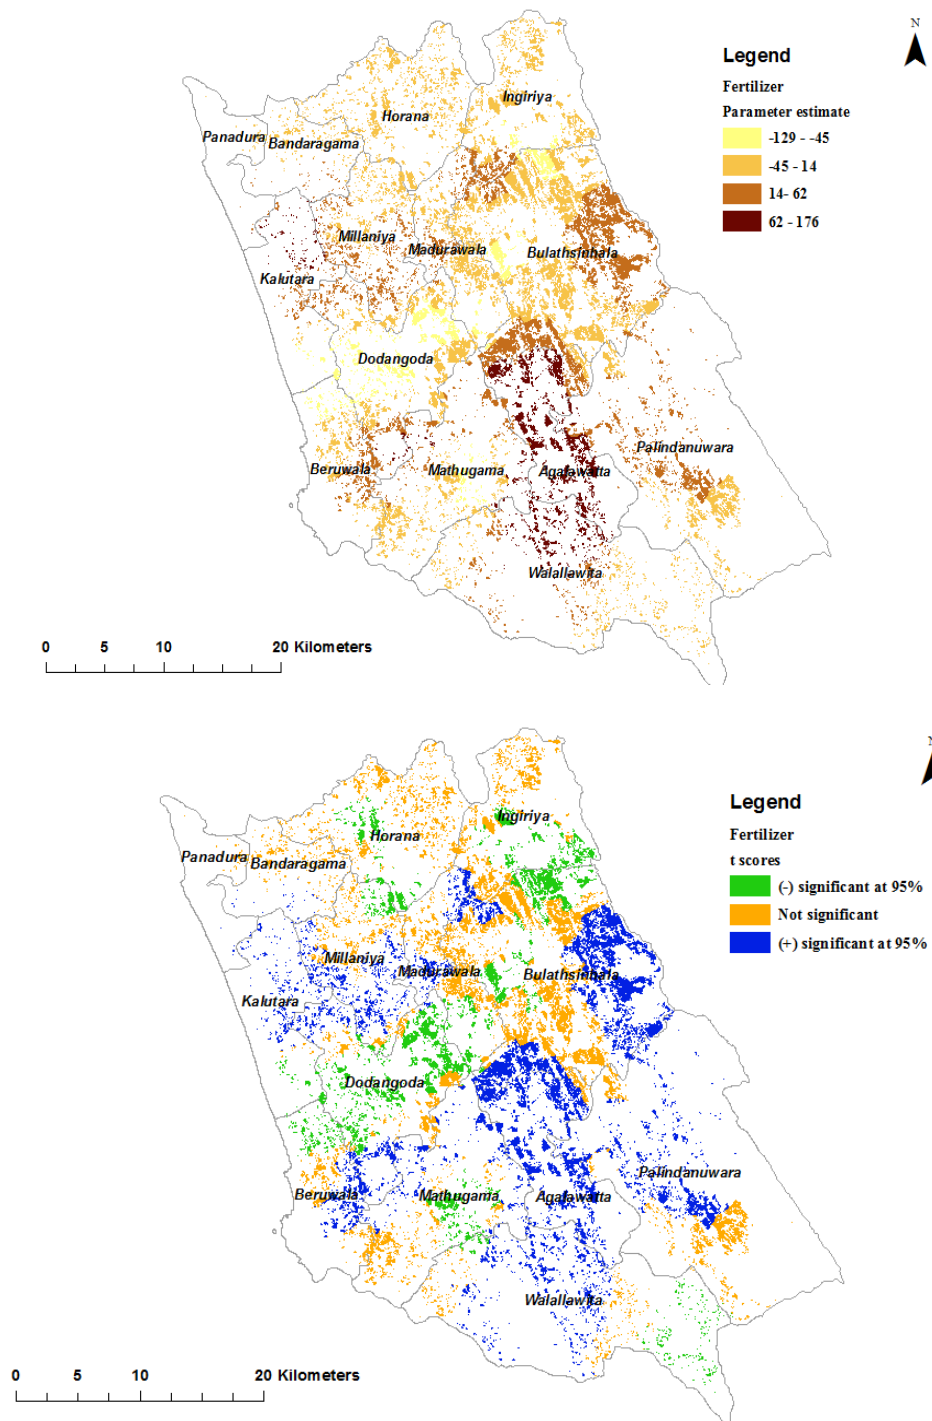 N
Legend
Fertilizer
Parameter estimate
-129 - -45
-45 - 14
14- 62
62 - 176
Ingiriya
Horana
Panadura
Bandaragama
Millaniya
Madurawala
Bulathsinhala
Kalutara
Dodangoda
Palindanuwara
Beruwala
Mathugama
Agalawatta
Walallawita
0 5 10 20 Kilometers
N
Legend
Fertilizer
t scores
(-) significant at 95%
Not significant
(+) significant at 95%
Ingiriya
Horana
Panadura
Bandaragama
Millaniya
Madurawala
Bulathsinhala
Kalutara
Dodangoda
Palindanuwara
Beruwala
Mathugama
Agalawatta
Walallawita
0 5 10 20 Kilometers